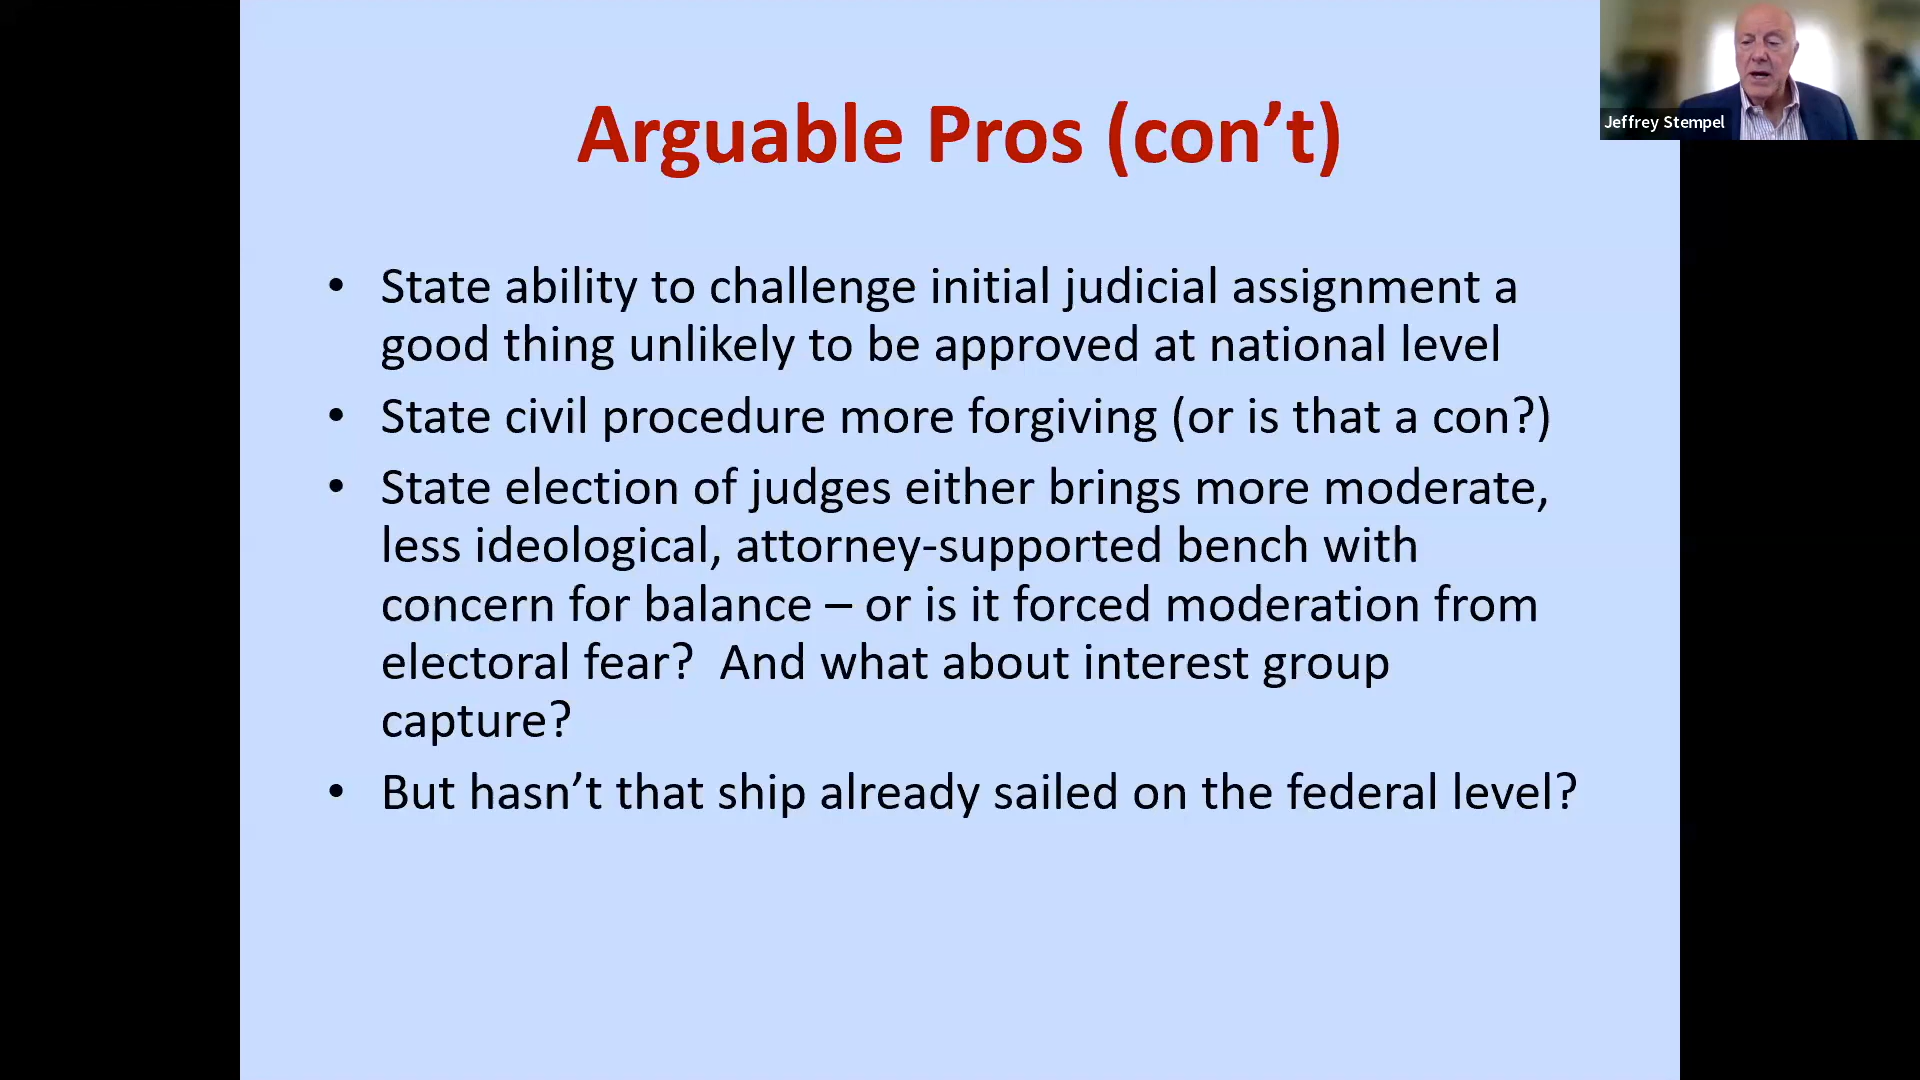 Arguable Pros (con’t)
Jeffrey Stempel
• State ability to challenge initial judicial assignment a
good thing unlikely to be approved at national level
• State civil procedure more forgiving (or is that a con?)
• State election of judges either brings more moderate,
less ideological, attorney-supported bench with
concern for balance – or is it forced moderation from
electoral fear?  And what about interest group
capture?
• But hasn’t that ship already sailed on the federal level?